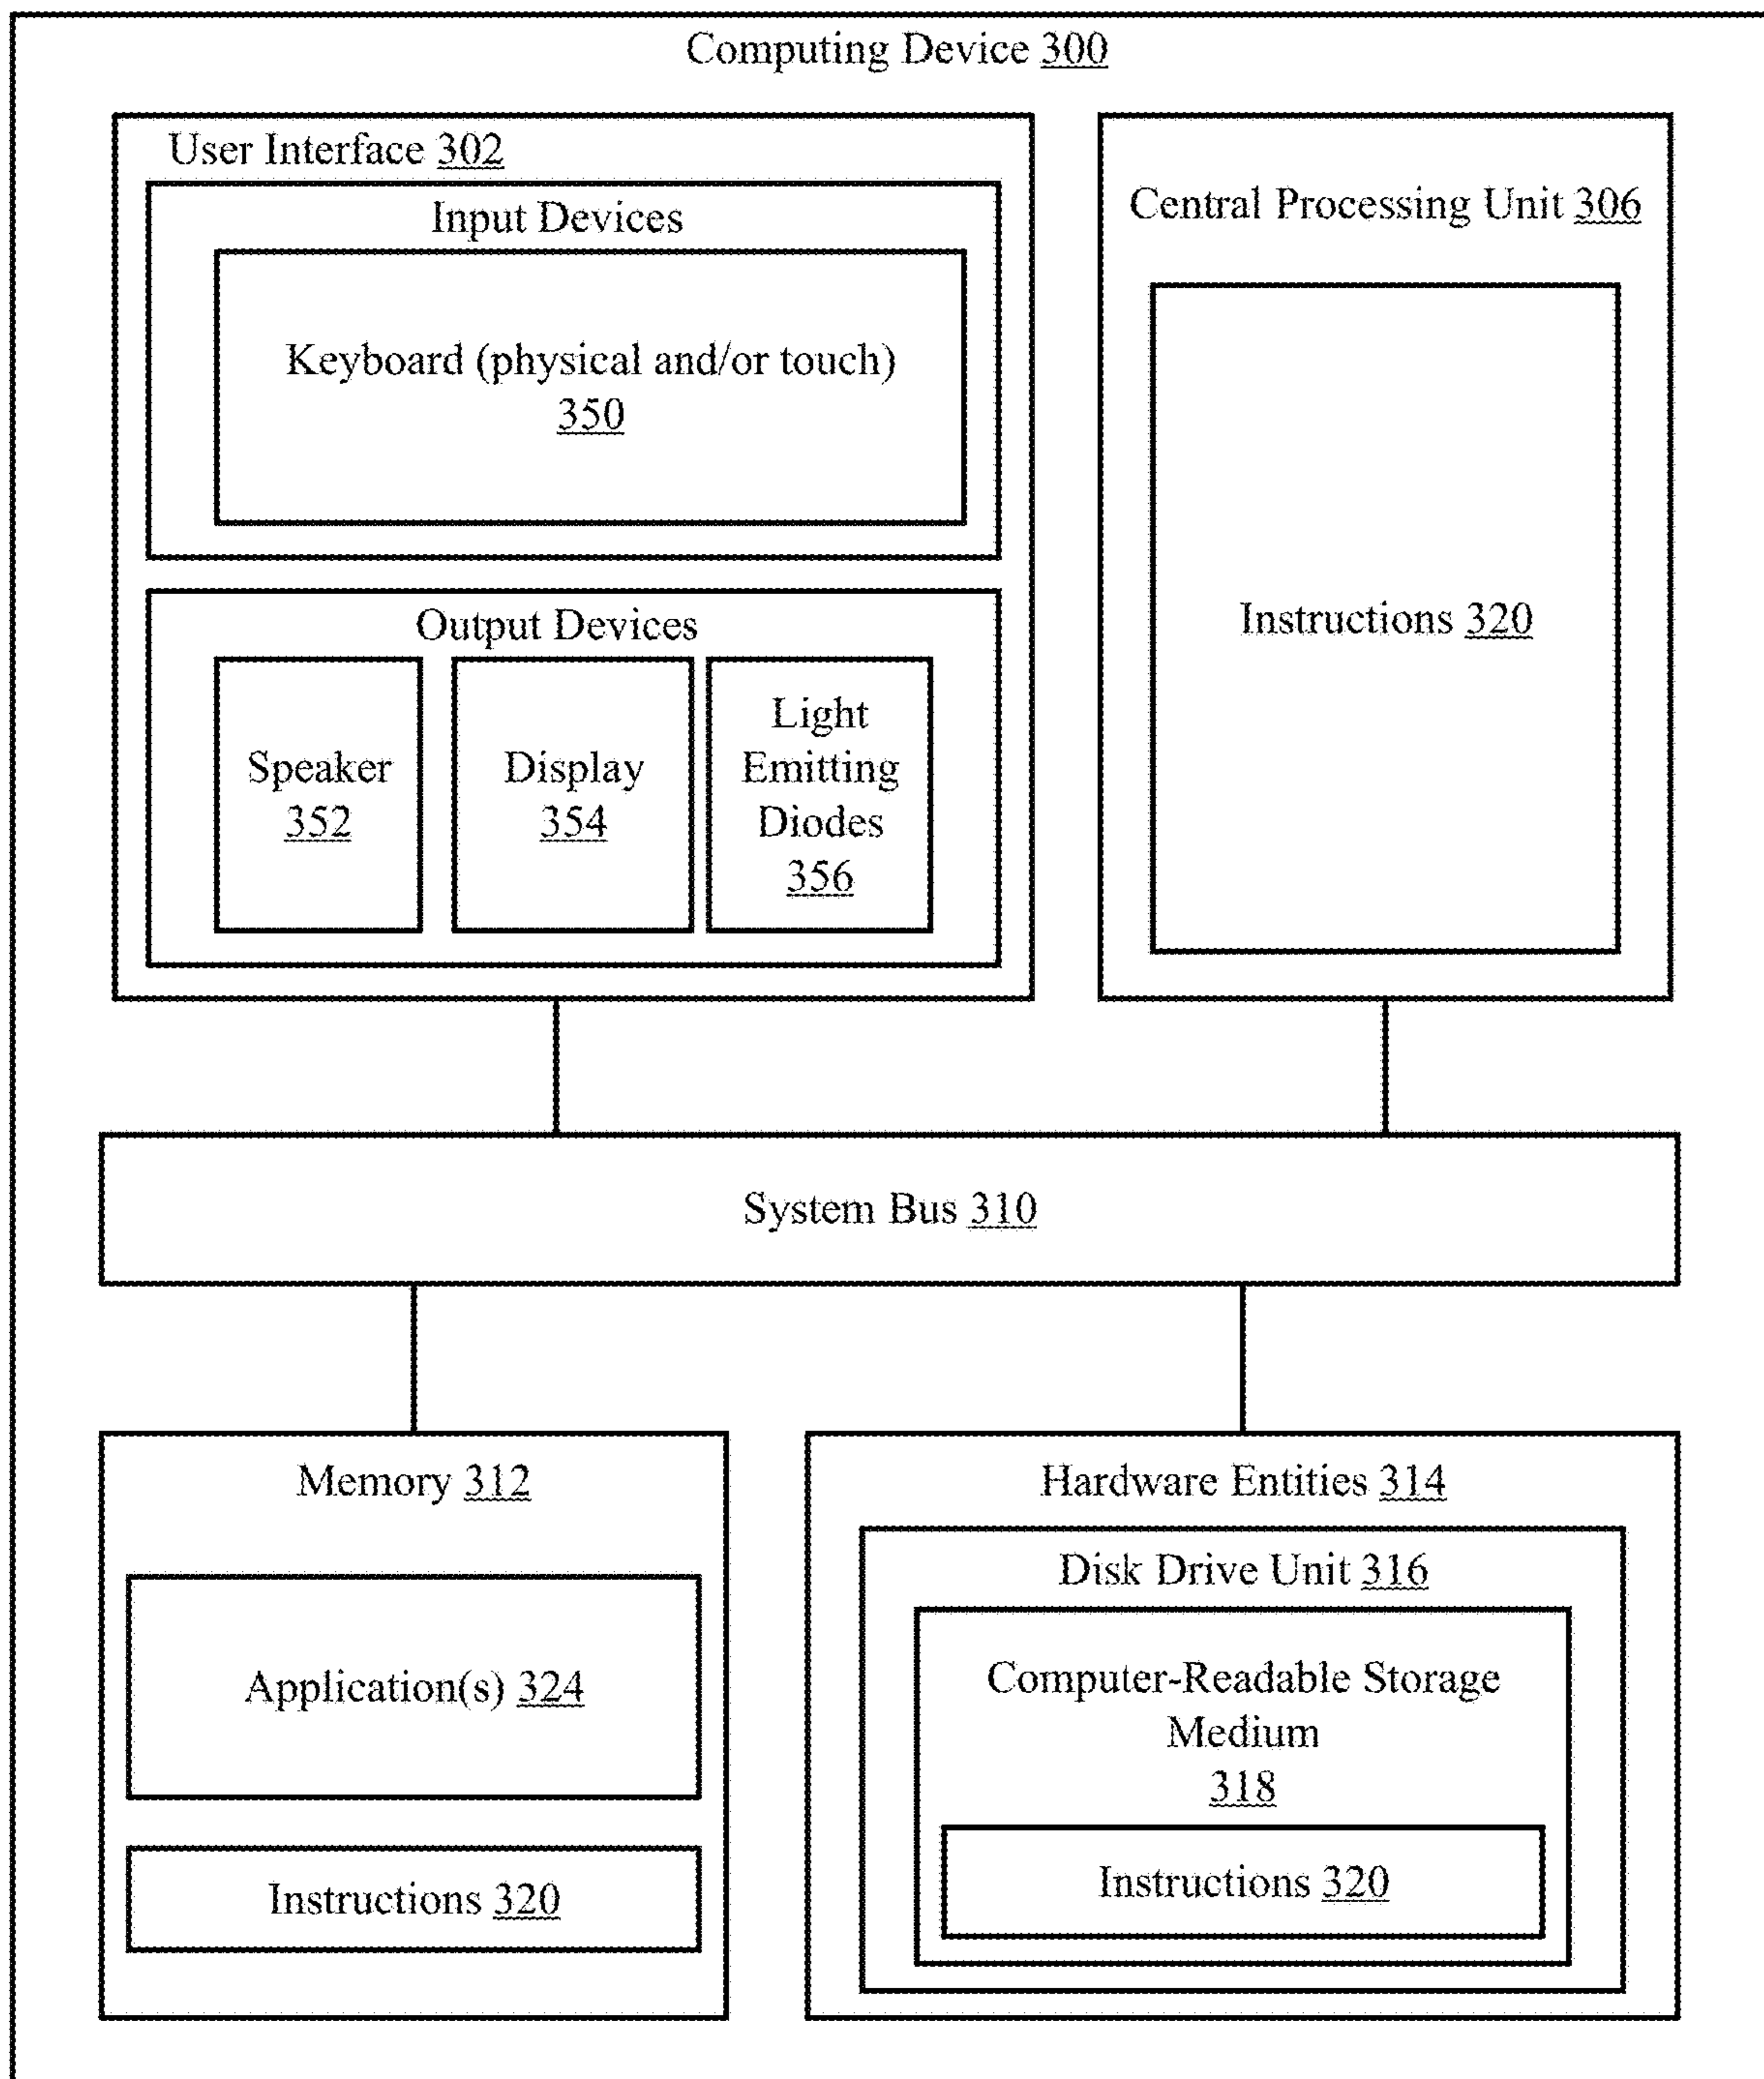 Computing Device 300
User Interface 302
Input Devices
Keyboard (physical and/or touch)
350
Output Devices
Speaker
352
Display
354
Light
Emitting
Diodes
356
Central Processing Unit 306
Instructions 320
System Bus 310
Memory 312
Application(s) 324
Instructions 320
Hardware Entities 314
Disk Drive Unit 316
Computer-Readable Storage
Medium
318
Instructions 320